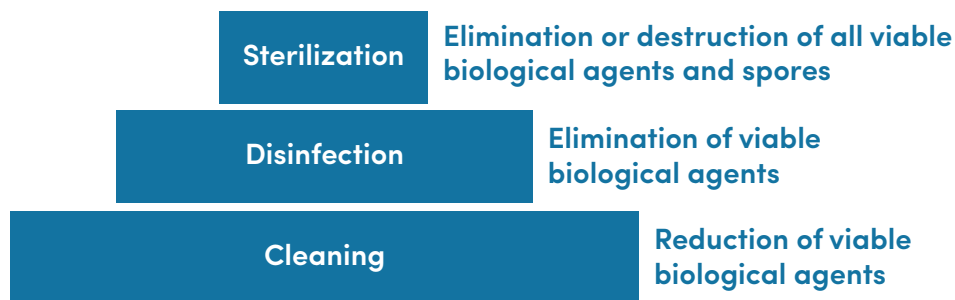 Sterilization
Elimination or destruction of all viable
biological agents and spores
Disinfection
Elimination of viable
biological agents
Cleaning
Reduction of viable
biological agents